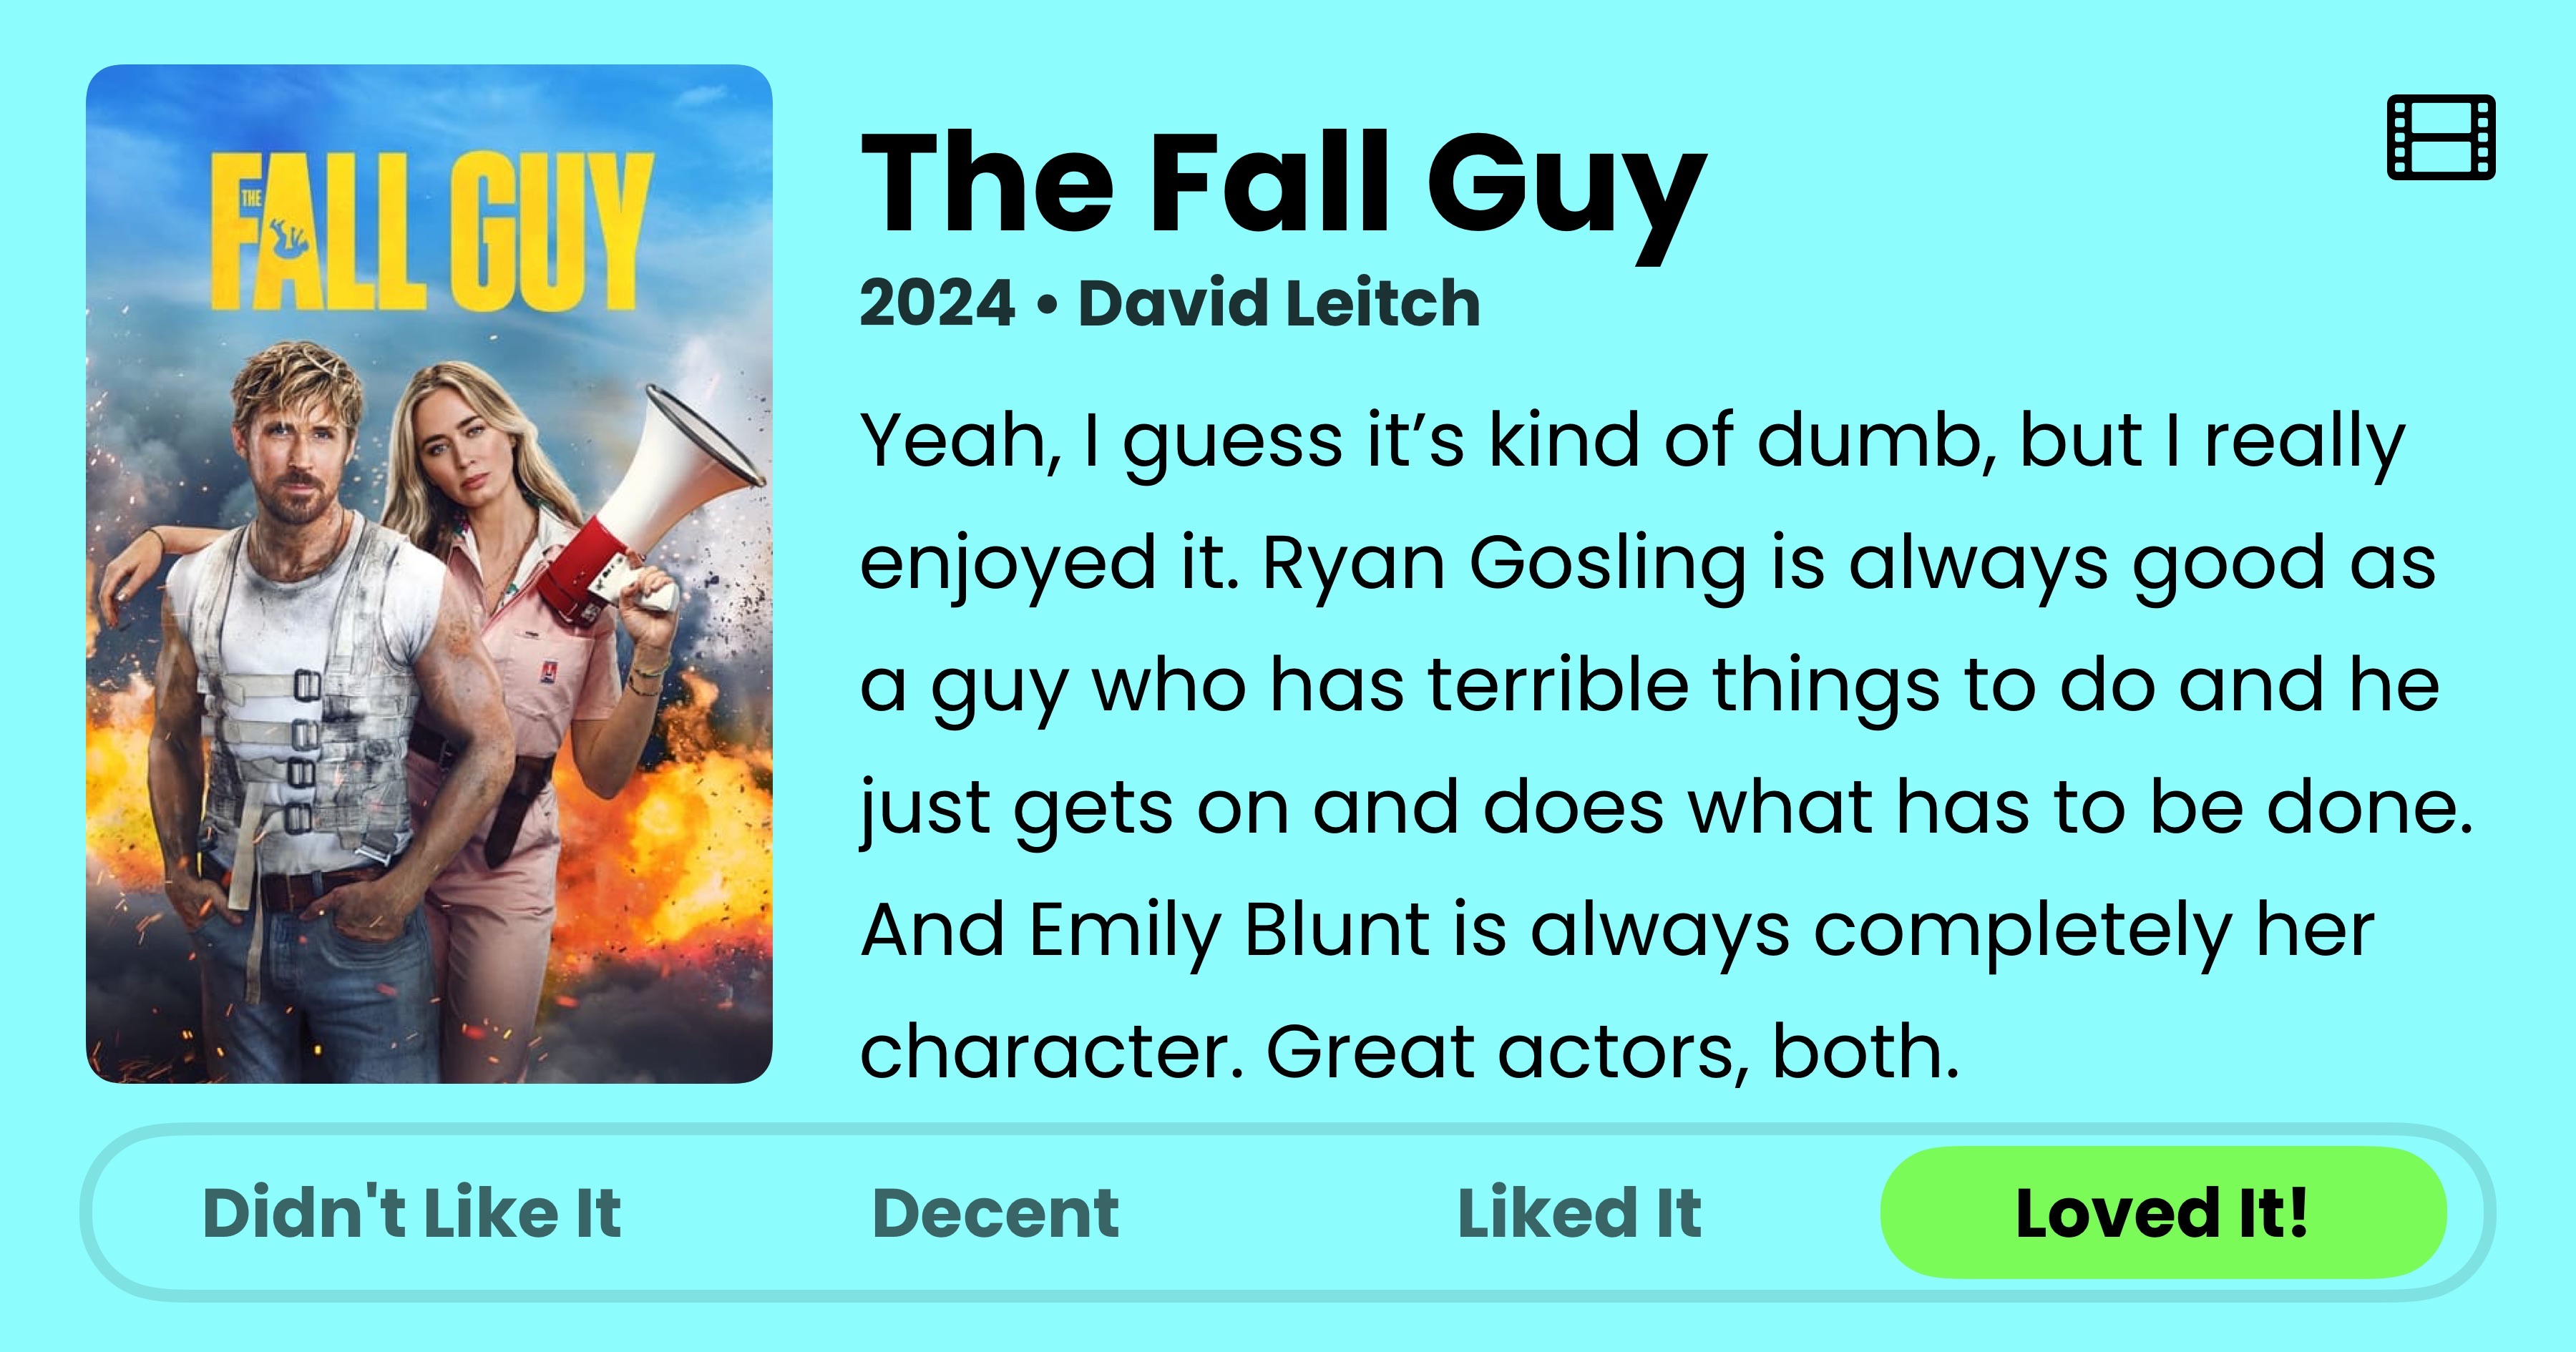 THE
FALL GUY
The Fall Guy
2024 • David Leitch
Yeah, I guess it’s kind of dumb, but I really
enjoyed it. Ryan Gosling is always good as
a guy who has terrible things to do and he
just gets on and does what has to be done.
And Emily Blunt is always completely her
character. Great actors, both.
Didn't Like It
Decent
Liked It
Loved It!